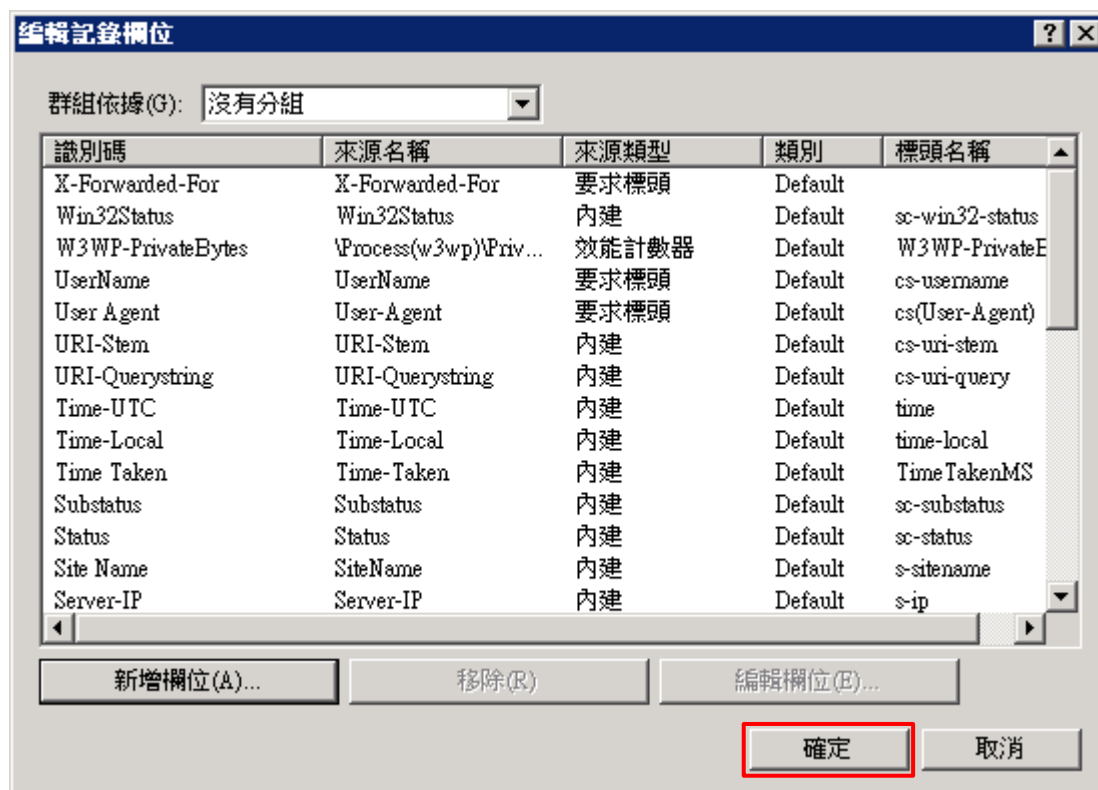 編輯記錄欄位
群組依據(G): 沒有分組
識別碼 來源名稱 來源類型 類別 標頭名稱
X-Forwarded-For X-Forwarded-For 要求標頭 Default
Win32Status Win32Status 內建 Default sc-win32-status
W3WP-PrivateBytes \Process(w3wp)\Priv... 效能計數器 Default W3WP-PrivateE
UserName UserName 要求標頭 Default cs-username
User Agent User-Agent 要求標頭 Default cs(User-Agent)
URI-Stem URI-Stem 內建 Default cs-uri-stem
URI-Querystring URI-Querystring 內建 Default cs-uri-query
Time-UTC Time-UTC 內建 Default time
Time-Local Time-Local 內建 Default time-local
Time Taken Time-Taken 內建 Default TimeTakenMS
Substatus Substatus 內建 Default sc-substatus
Status Status 內建 Default sc-status
Site Name SiteName 內建 Default s-sitename
Server-IP Server-IP 內建 Default s-ip
新增欄位(A)... 移除(R) 編輯欄位(E)...
確定 取消